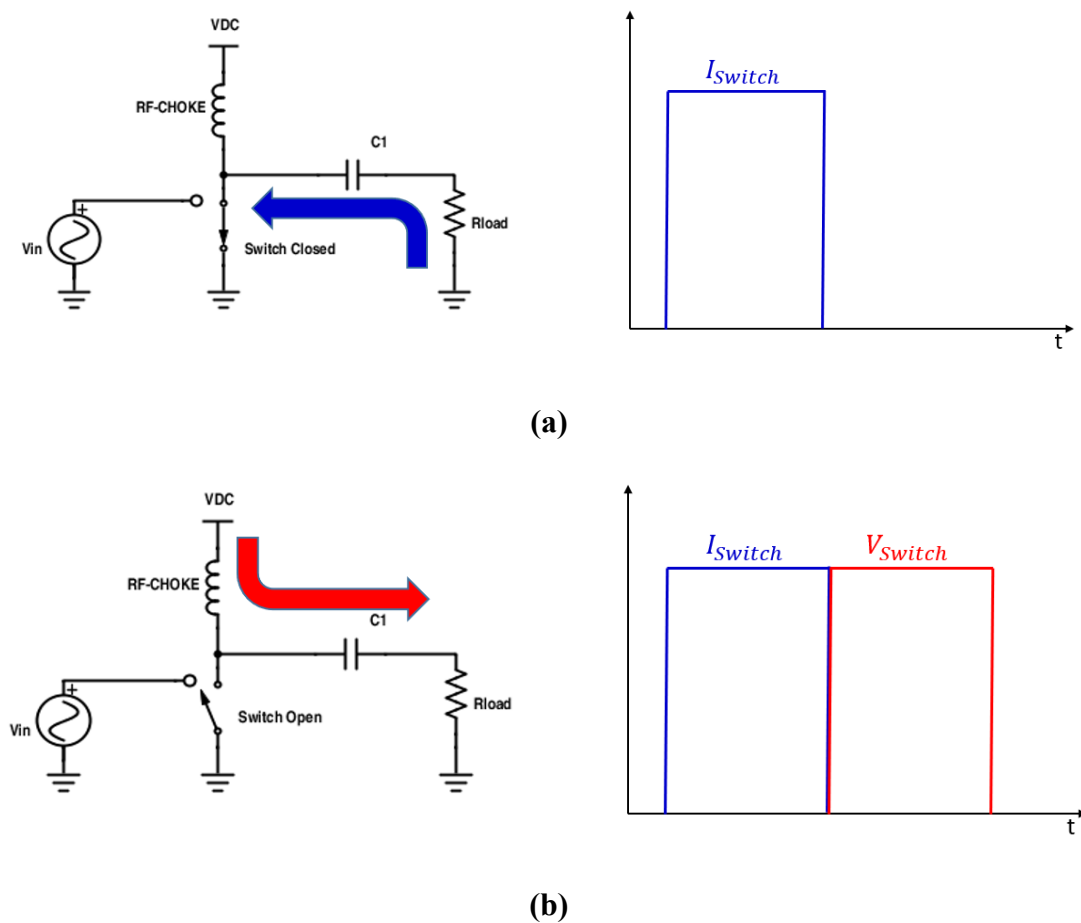 VDC
RF-CHOKE
C1
+
Vin
Switch Closed
Rload
I_Switch
t
(a)
VDC
RF-CHOKE
C1
+
Vin
Switch Open
Rload
I_Switch
V_Switch
t
(b)